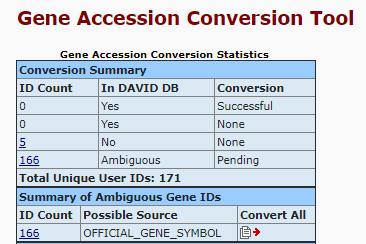 Gene Accession Conversion Tool
Gene Accession Conversion Statistics
Conversion Summary
ID Count In DAVID DB Conversion
0 Yes Successful
0 Yes None
5 No None
166 Ambiguous Pending
Total Unique User IDs: 171
Summary of Ambiguous Gene IDs
ID Count Possible Source Convert All
166 OFFICIAL_GENE_SYMBOL